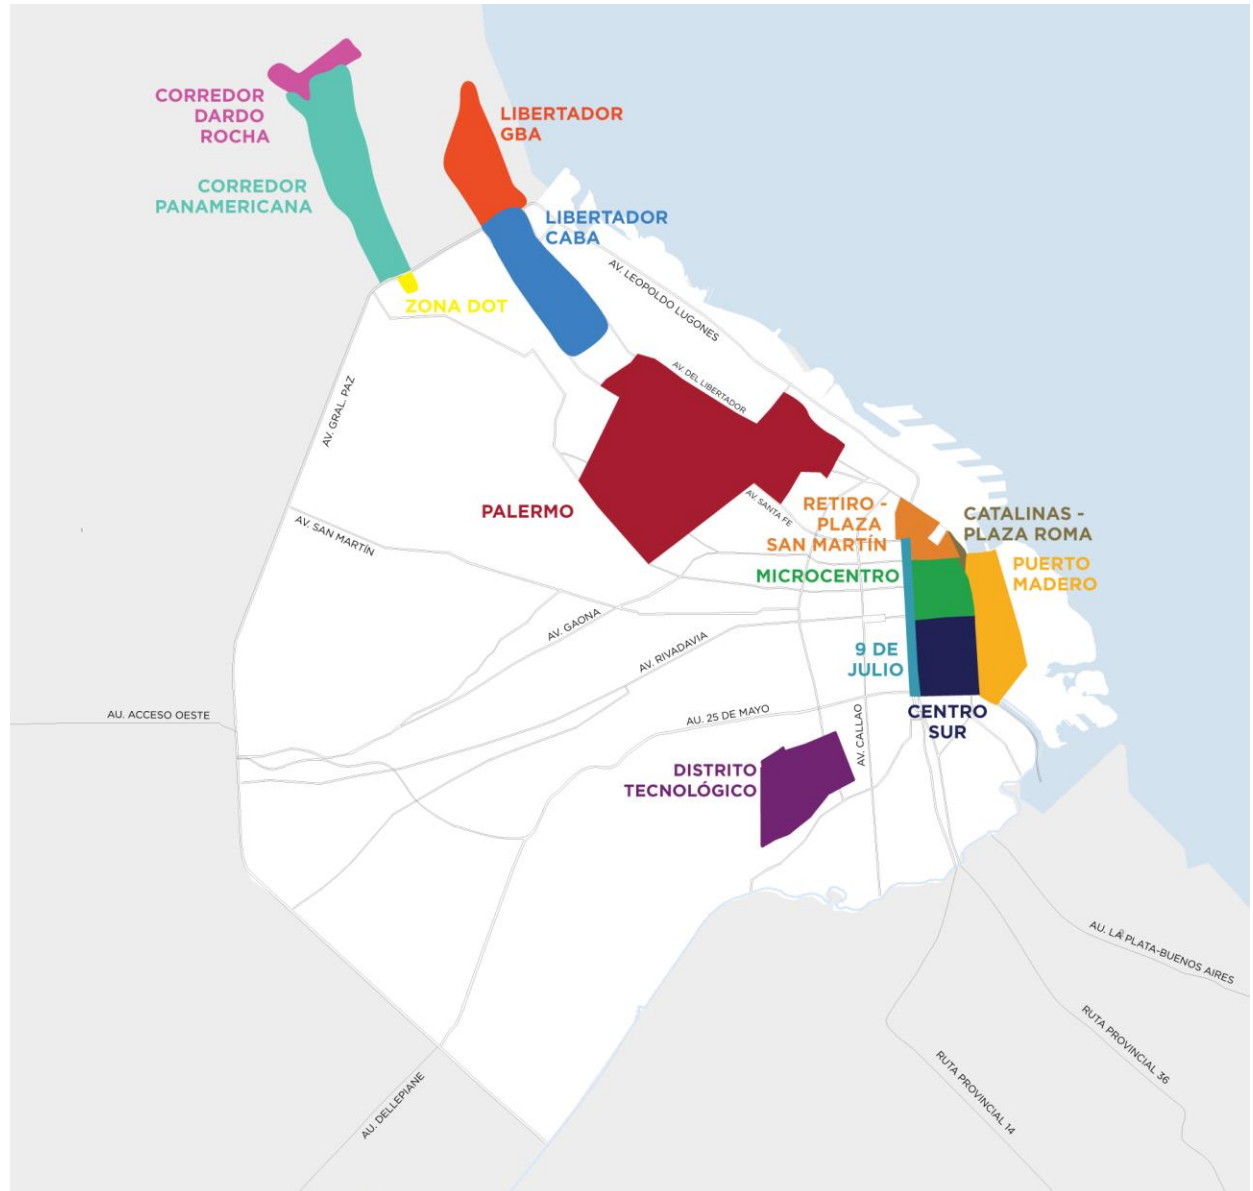 CORREDOR
DARDO
ROCHA
LIBERTADOR
GBA
CORREDOR
PANAMERICANA
LIBERTADOR
CABA
ZONA DOT
AV. LEOPOLDO LUGONES
AV. DEL LIBERTADOR
AV. GRAL. PAZ
PALERMO
AV. SANTA FE
RETIRO -
PLAZA
SAN MARTÍN
CATALINAS -
PLAZA ROMA
AV. SAN MARTÍN
MICROCENTRO
PUERTO
MADERO
AV. GAONA
AV. RIVADAVIA
9 DE
JULIO
AU. ACCESO OESTE
AU. 25 DE MAYO
AV. CALLAO
CENTRO
SUR
DISTRITO
TECNOLÓGICO
AU. LA PLATA-BUENOS AIRES
RUTA PROVINCIAL 36
RUTA PROVINCIAL 14
AU. DELLEPIANE